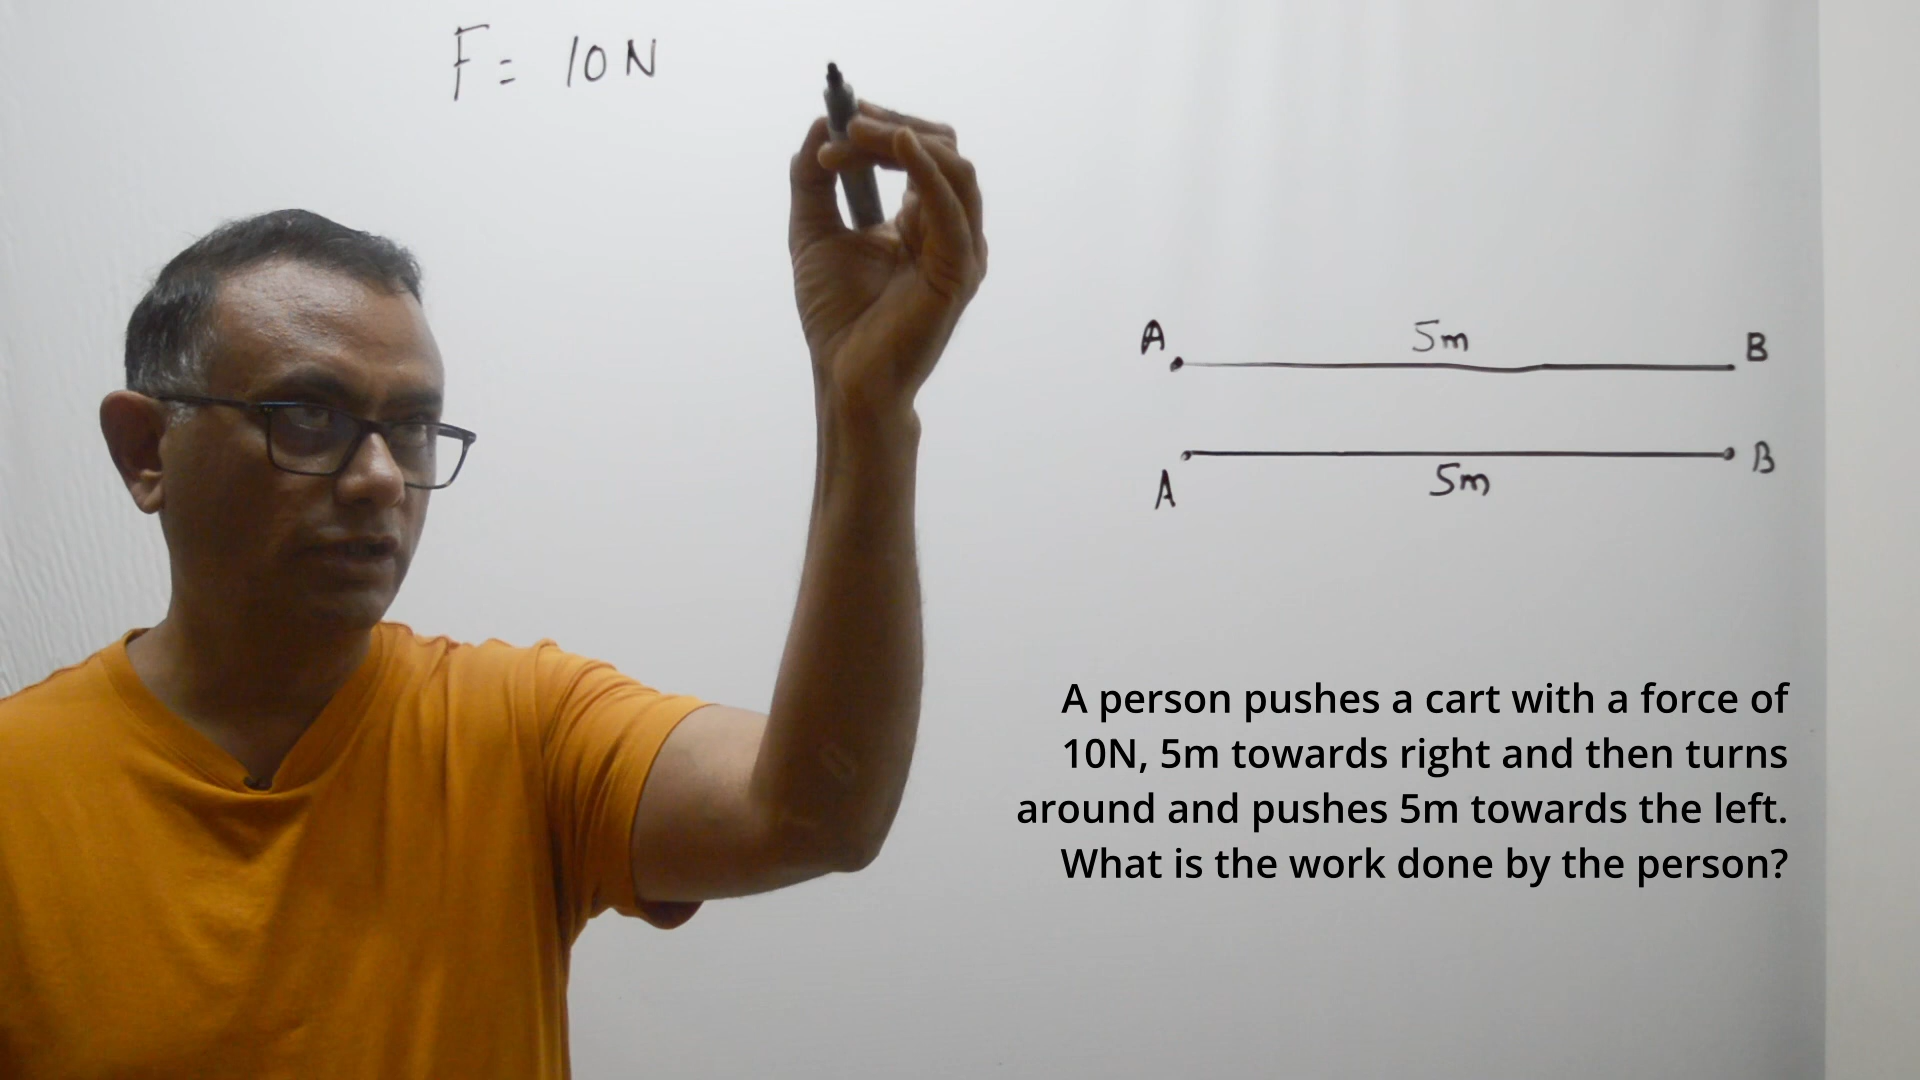 F = 10 N
A 5m B
A 5m B
A person pushes a cart with a force of
10N, 5m towards right and then turns
around and pushes 5m towards the left.
What is the work done by the person?